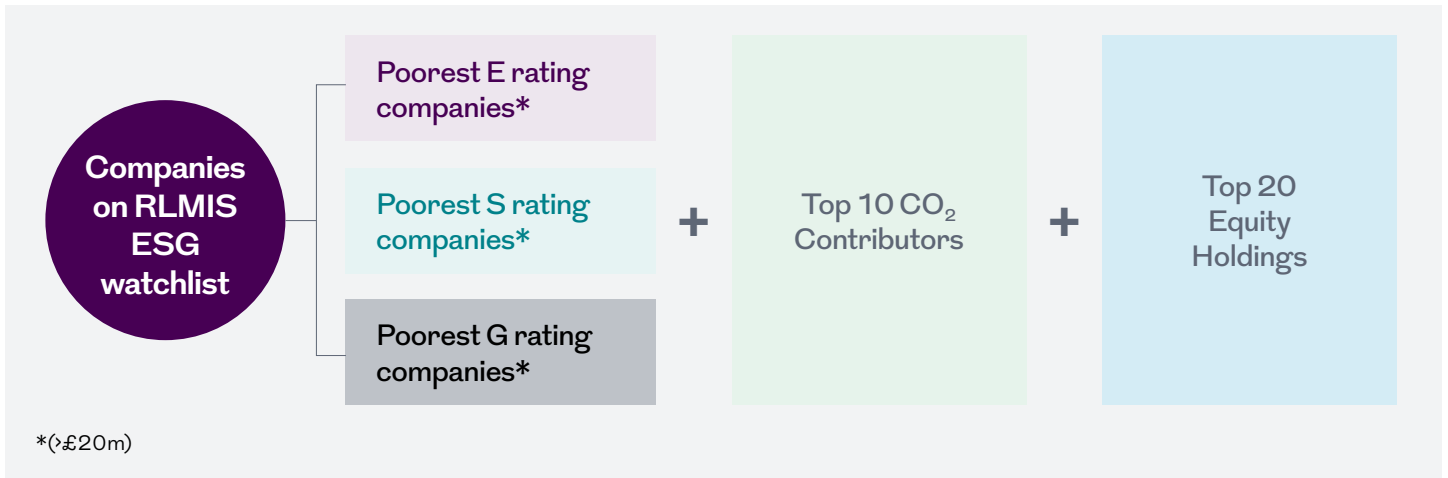 Companies
on RLMIS
ESG
watchlist
Poorest E rating
companies*
Poorest S rating
companies*
Poorest G rating
companies*
+
Top 10 CO₂
Contributors
+
Top 20
Equity
Holdings
*(>£20m)